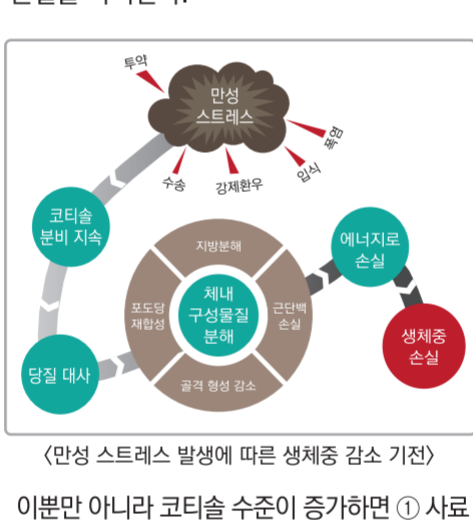 투약
만성
스트레스
폭염
입식
강제환우
수송
코티솔
분비 지속
당질 대사
지방분해
포도당
재합성
체내
구성물질
분해
근단백
손실
골격 형성 감소
에너지로
손실
생체중
손실
〈만성 스트레스 발생에 따른 생체중 감소 기전〉
이뿐만 아니라 코티솔 수준이 증가하면 ① 사료